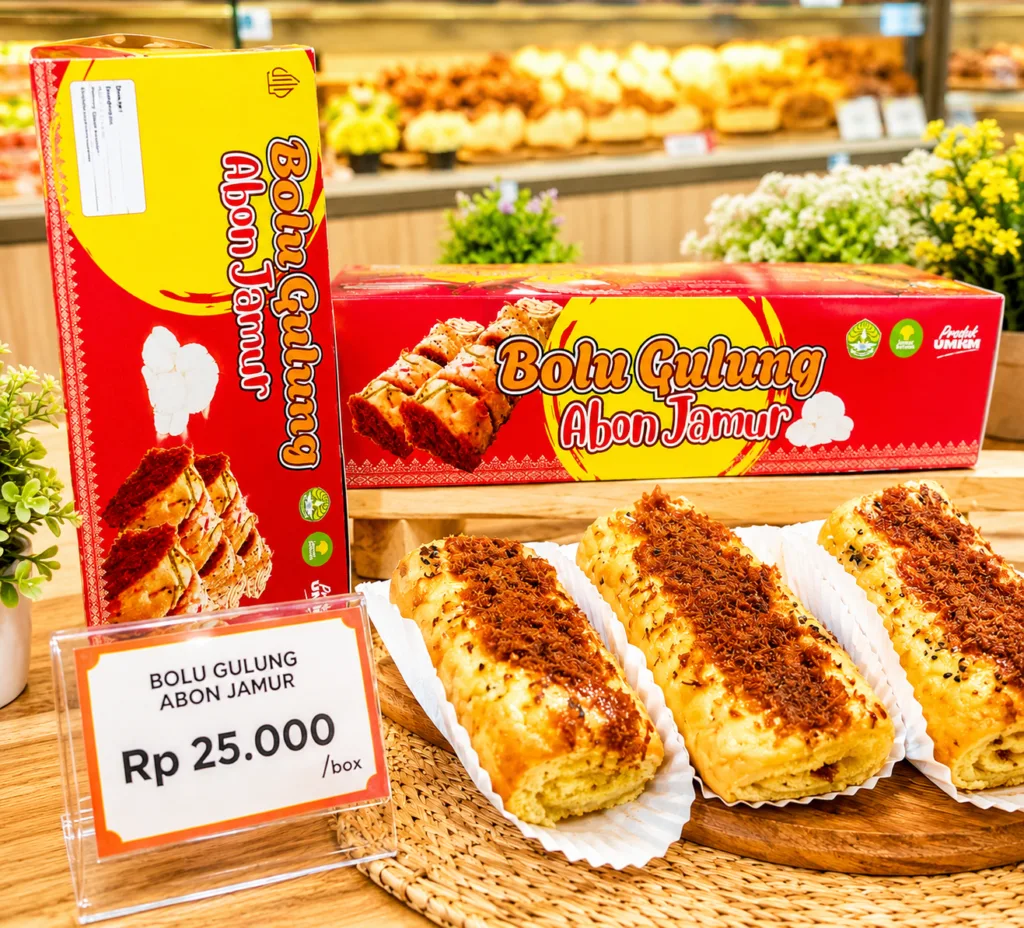 Bolu Gulung
Abon Jamur
Bolu Gulung
Abon Jamur
Produk
UMKM
BOLU GULUNG
ABON JAMUR
Rp 25.000
/box